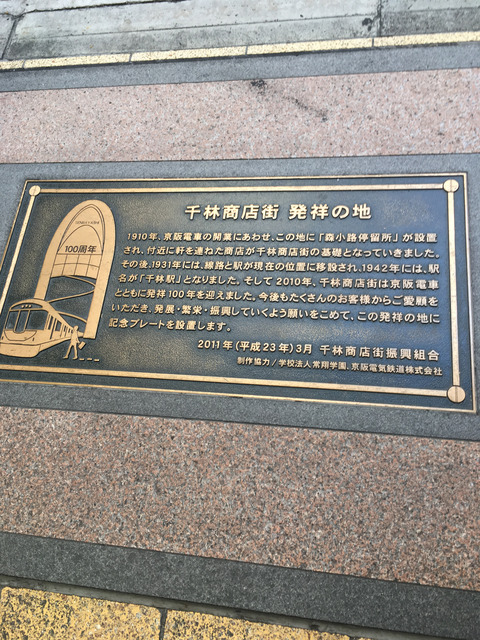 千林商店街 発祥の地
1910年、京阪電車の開業にあわせ、この地に「森小路停留所」が設置
され、付近に軒を連ねた商店が千林商店街の基礎となっていきました。
その後、1931年には、線路と駅が現在の位置に移設され、1942年には、駅
名が「千林駅」となりました。そして2010年、千林商店街は京阪電車
とともに発祥100年を迎えました。今後もたくさんのお客様からご愛顧を
いただき、発展・繁栄・振興していくよう願いをこめて、この発祥の地に
記念プレートを設置します。
2011年(平成23年)3月 千林商店街振興組合
制作協力/学校法人常翔学園、京阪電気鉄道株式会社
100周年